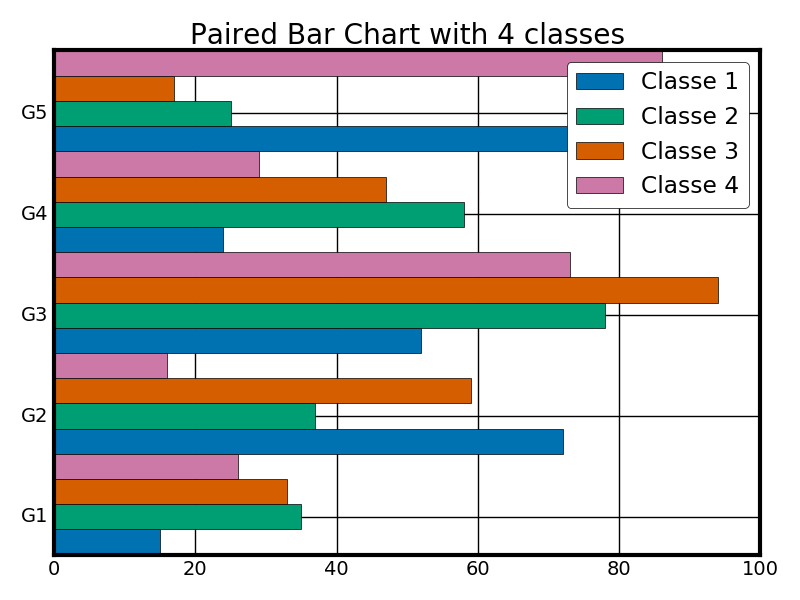 Paired Bar Chart with 4 classes
Classe 1
Classe 2
Classe 3
Classe 4
G5
G4
G3
G2
G1
0 20 40 60 80 100